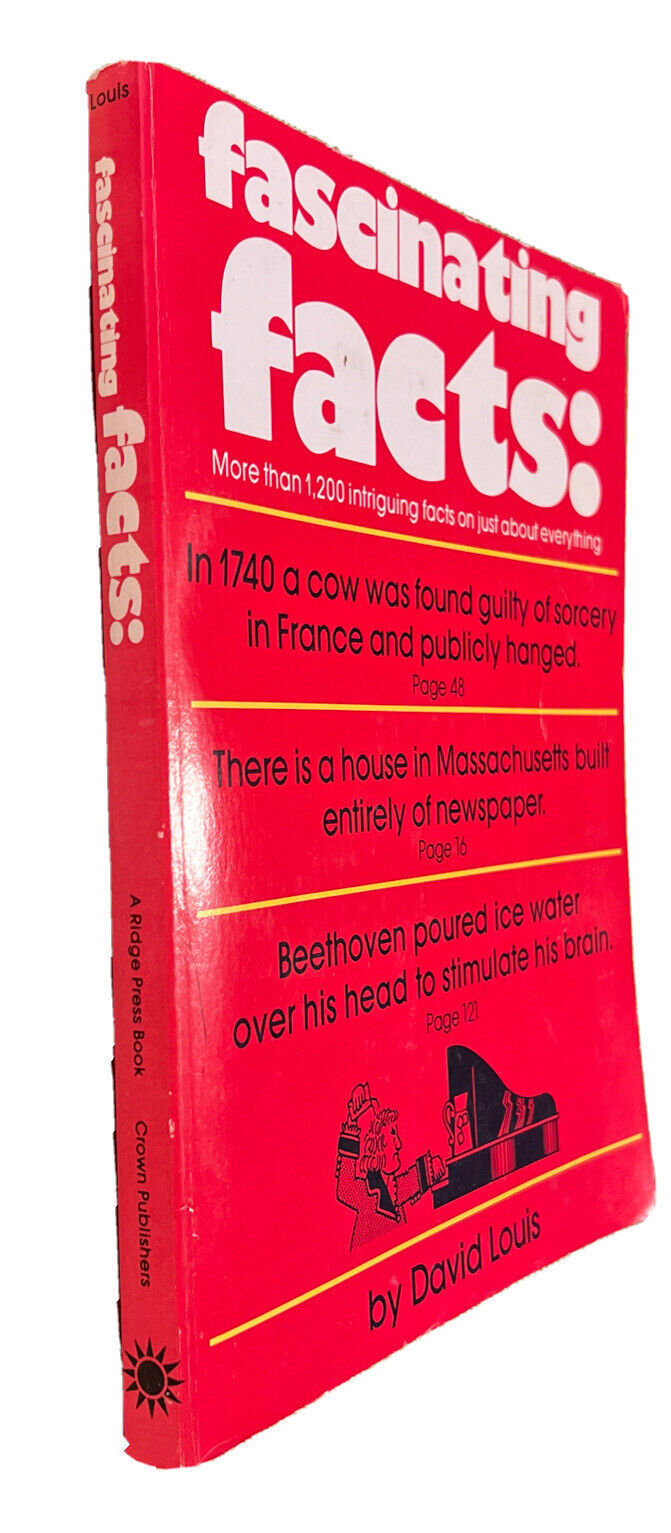 Louis
fascinating facts:
A Ridge Press Book
Crown Publishers
fascinating
facts:
More than 1,200 intriguing facts on just about everything
In 1740 a cow was found guilty of sorcery
in France and publicly hanged.
Page 48
There is a house in Massachusetts built
entirely of newspaper.
Page 16
Beethoven poured ice water
over his head to stimulate his brain.
Page 121
by David Louis